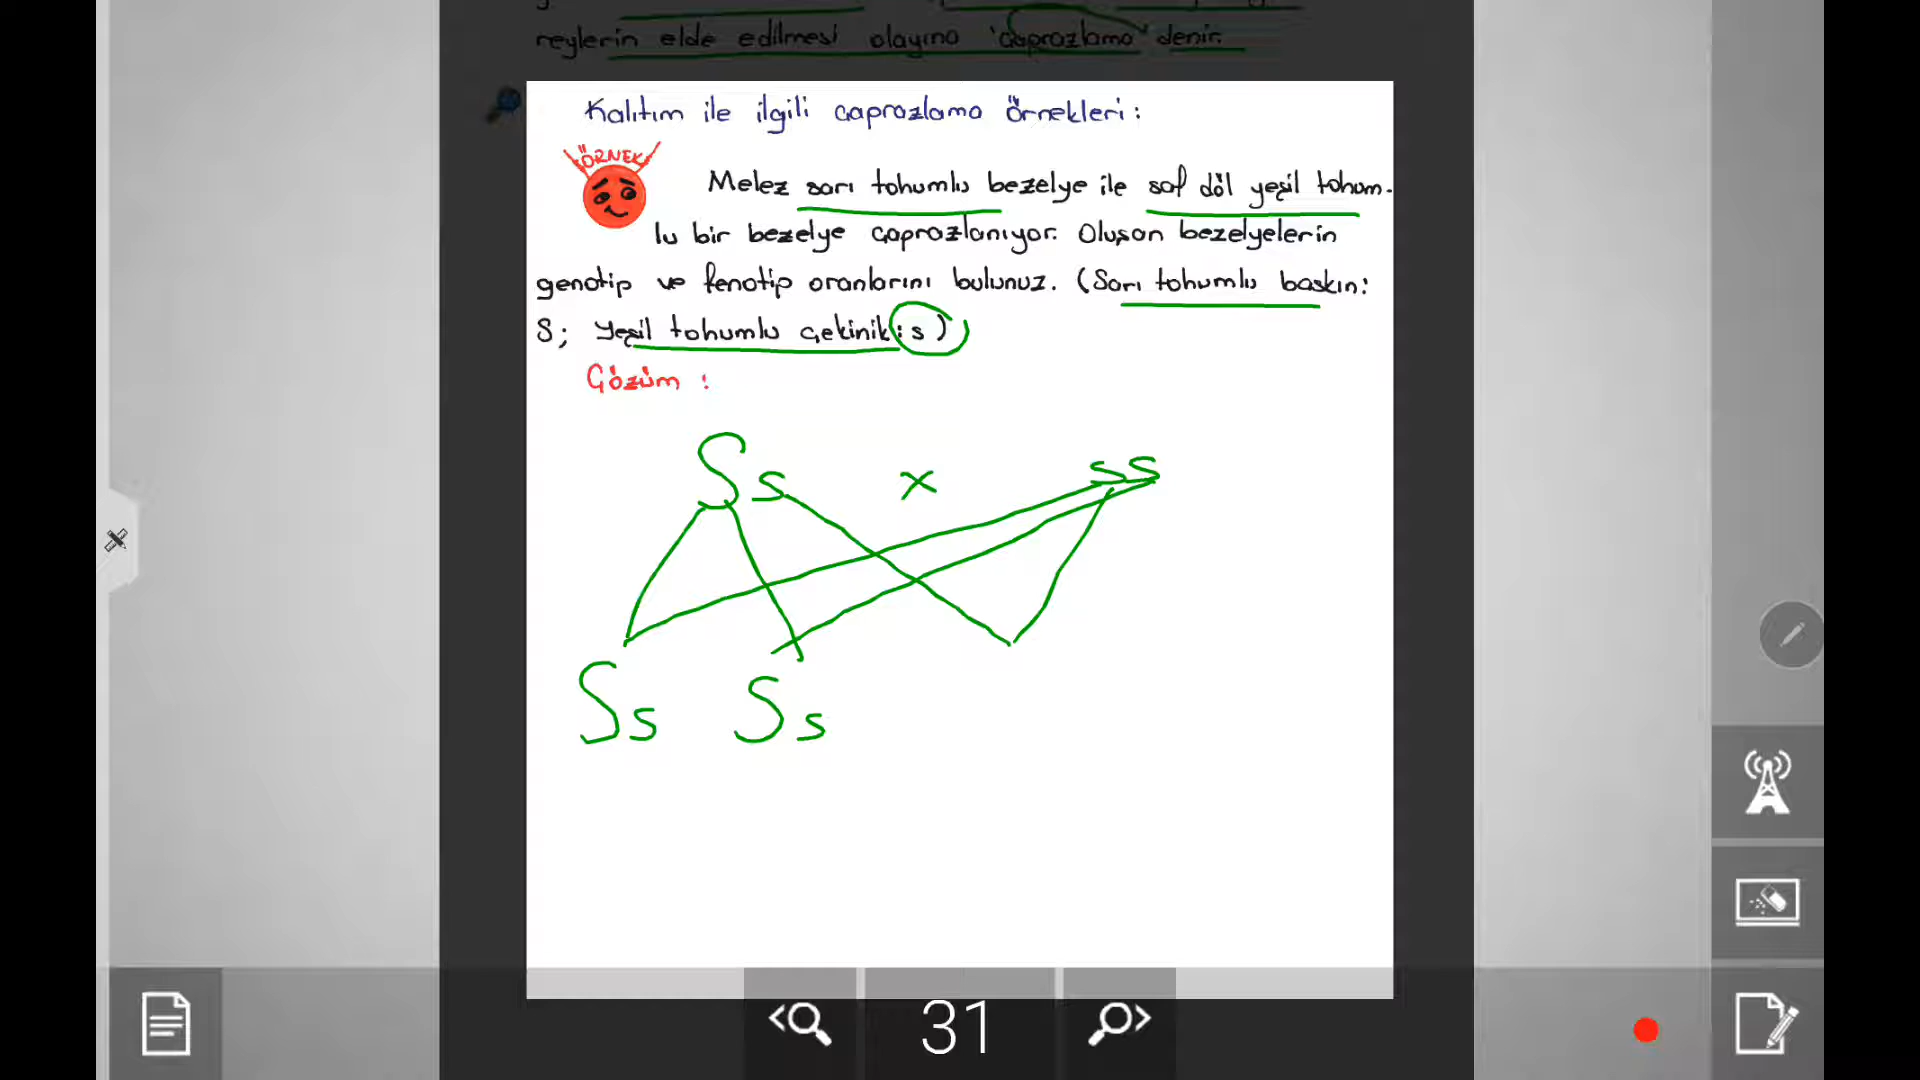 reylerin elde edilmesi olayına 'çaprazlama' denir.
Kalıtım ile ilgili çaprazlama örnekleri:
ÖRNEK
Melez sarı tohumlu bezelye ile saf döl yeşil tohum-
lu bir bezelye çaprazlanıyor. Oluşan bezelyelerin
genotip ve fenotip oranlarını bulunuz. (Sarı tohumlu baskın:
S; Yeşil tohumlu çekinik: s)
Çözüm :
Ss x ss
Ss Ss
31